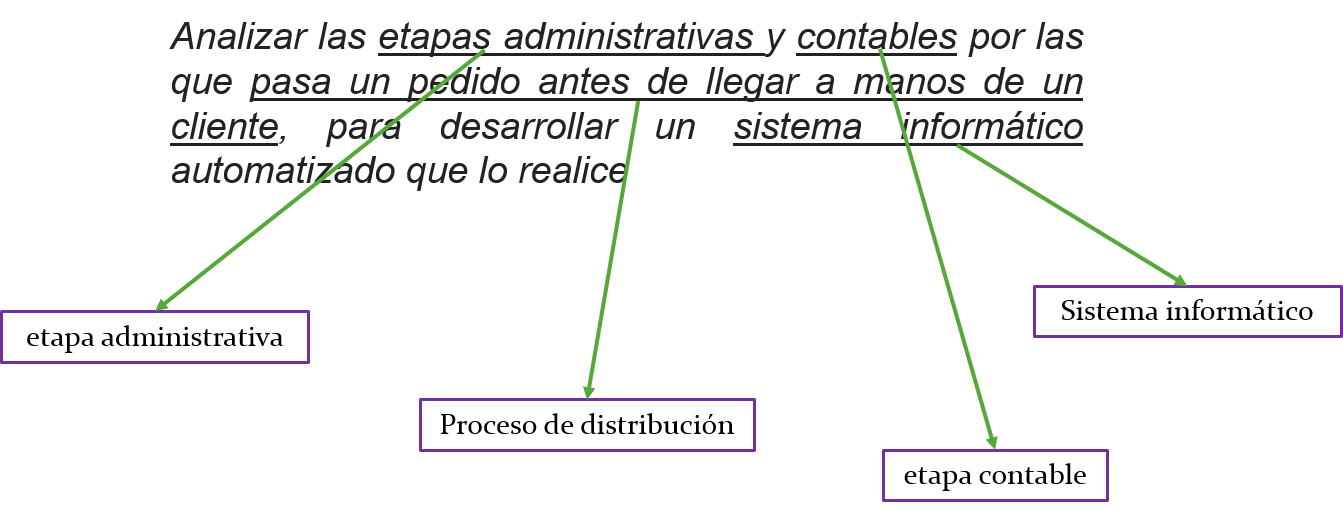 Analizar las etapas administrativas y contables por las
que pasa un pedido antes de llegar a manos de un
cliente, para desarrollar un sistema informático
automatizado que lo realice
Sistema informático
etapa administrativa
Proceso de distribución
etapa contable